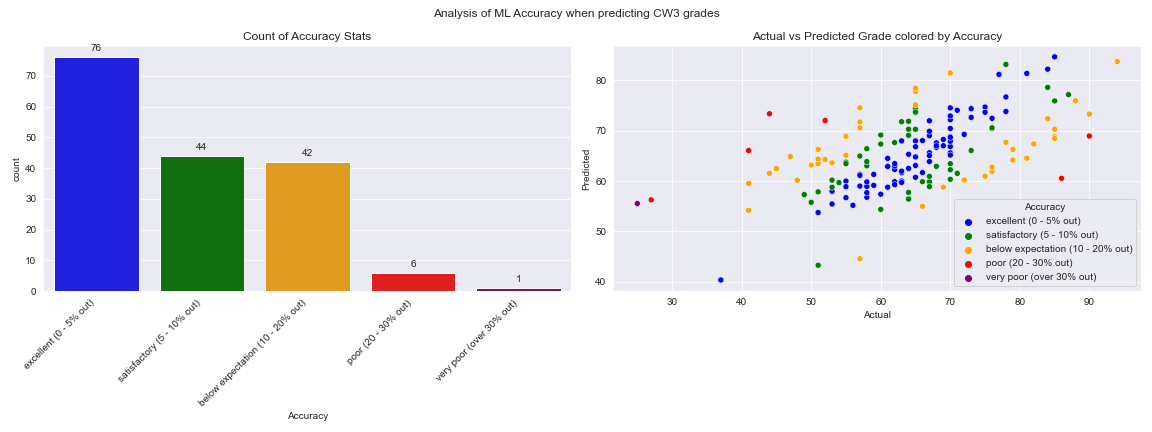 Analysis of ML Accuracy when predicting CW3 grades
Count of Accuracy Stats
76
44
42
6
1
70
60
50
40
30
20
10
0
count
excellent (0 - 5% out)
satisfactory (5 - 10% out)
below expectation (10 - 20% out)
poor (20 - 30% out)
very poor (over 30% out)
Accuracy
Actual vs Predicted Grade colored by Accuracy
80
70
60
50
40
Predicted
Accuracy
excellent (0 - 5% out)
satisfactory (5 - 10% out)
below expectation (10 - 20% out)
poor (20 - 30% out)
very poor (over 30% out)
30 40 50 60 70 80 90
Actual